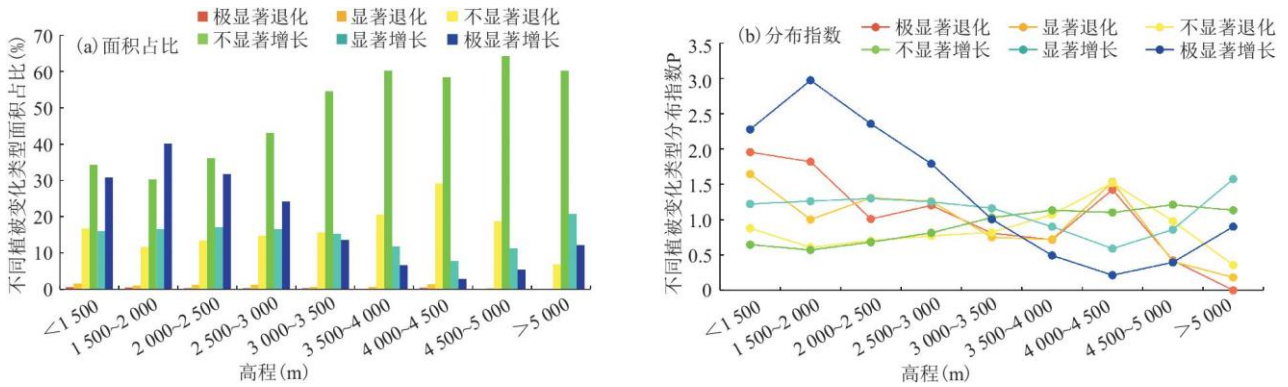 极显著退化 显著退化 不显著退化
不显著增长 显著增长 极显著增长
(a)面积占比
不同植被变化类型面积占比(%)
70
60
50
40
30
20
10
0
<1 500
1 500~2 000
2 000~2 500
2 500~3 000
3 000~3 500
3 500~4 000
4 000~4 500
4 500~5 000
>5 000
高程(m)
(b)分布指数
极显著退化 显著退化 不显著退化
不显著增长 显著增长 极显著增长
不同植被变化类型分布指数P
3.5
3.0
2.5
2.0
1.5
1.0
0.5
0
<1 500
1 500~2 000
2 000~2 500
2 500~3 000
3 000~3 500
3 500~4 000
4 000~4 500
4 500~5 000
>5 000
高程(m)